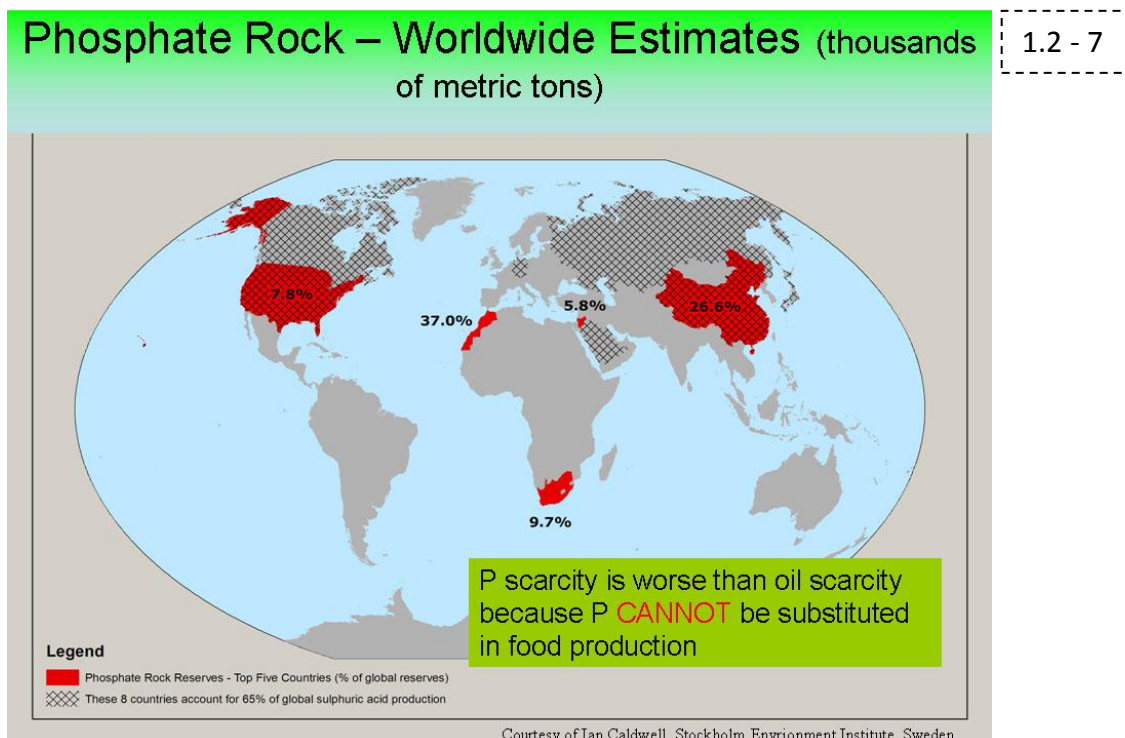 Phosphate Rock – Worldwide Estimates (thousands
of metric tons)
1.2 - 7
7.8%
37.0%
5.8%
26.6%
9.7%
P scarcity is worse than oil scarcity
because P CANNOT be substituted
in food production
Legend
Phosphate Rock Reserves - Top Five Countries (% of global reserves)
These 8 countries account for 65% of global sulphuric acid production
Courtesy of Ian Caldwell, Stockholm Envrionment Institute, Sweden